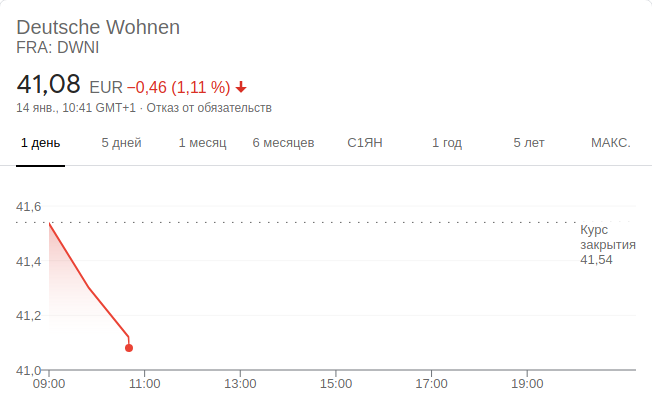 Deutsche Wohnen
FRA: DWNI
41,08 EUR −0,46 (1,11 %)
14 янв., 10:41 GMT+1 · Отказ от обязательств
1 день 5 дней 1 месяц 6 месяцев С1ЯН 1 год 5 лет МАКС.
41,6
Курс
закрытия
41,54
41,4
41,2
41,0
09:00 11:00 13:00 15:00 17:00 19:00